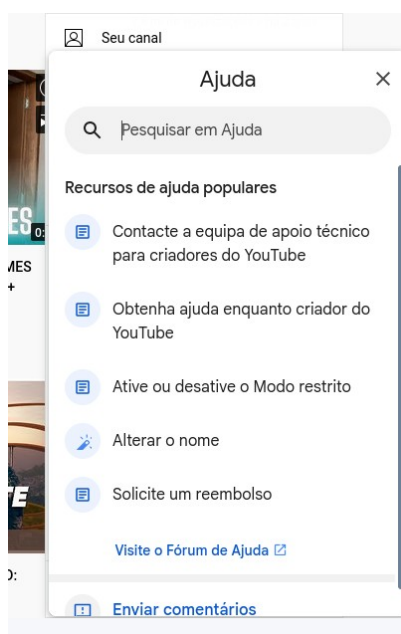 Seu canal
Ajuda
Pesquisar em Ajuda
Recursos de ajuda populares
Contacte a equipa de apoio técnico
para criadores do YouTube
Obtenha ajuda enquanto criador do
YouTube
Ative ou desative o Modo restrito
Alterar o nome
Solicite um reembolso
Visite o Fórum de Ajuda
Enviar comentários